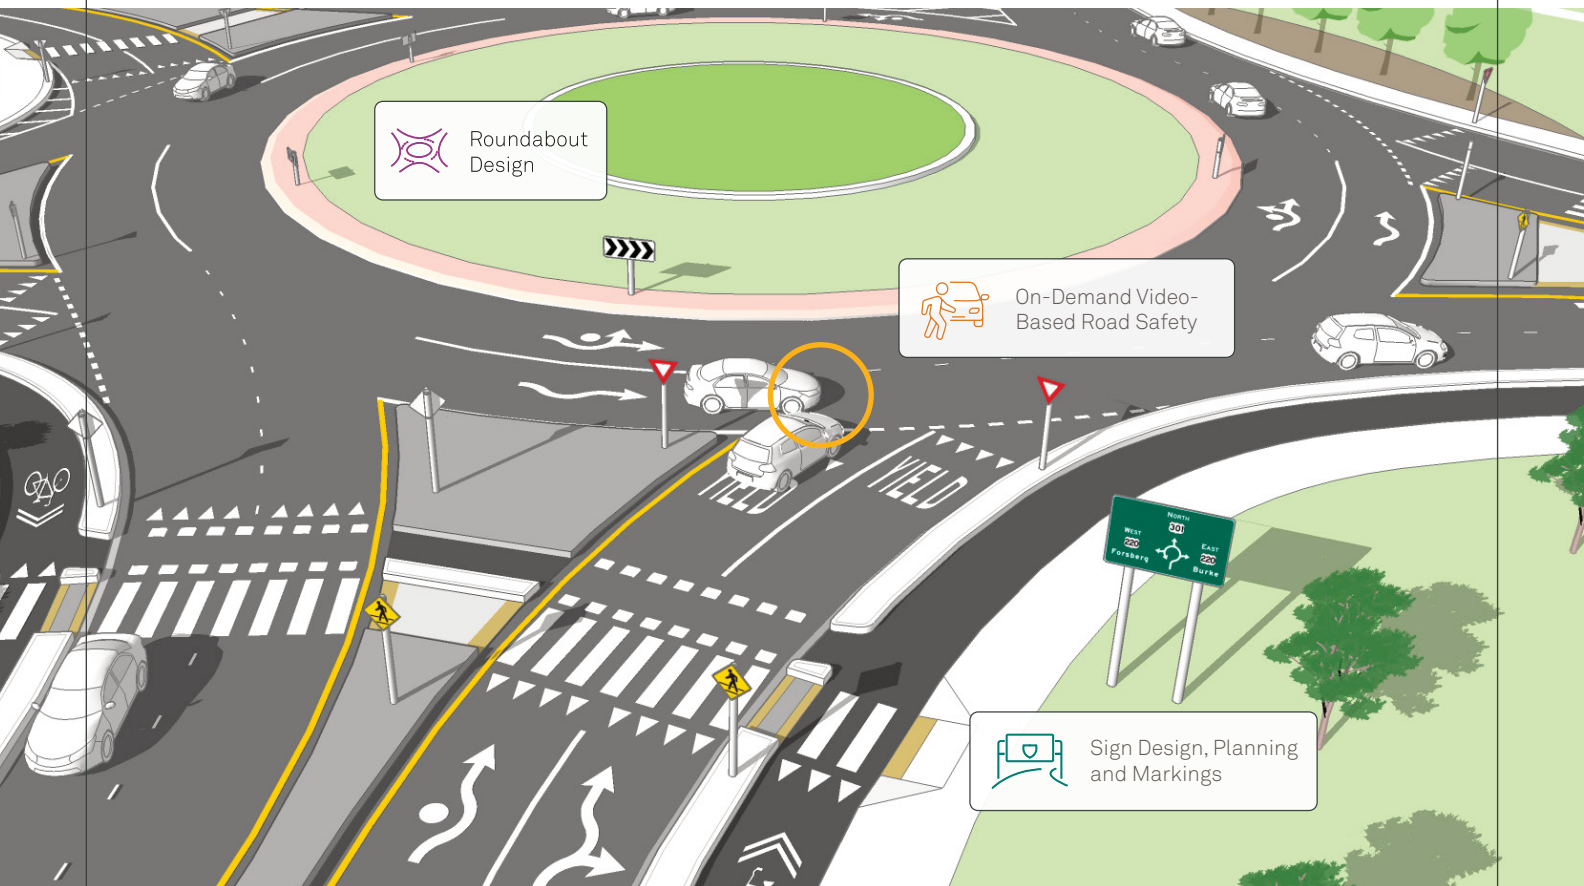 Roundabout
Design
On-Demand Video-
Based Road Safety
YIELD
YIELD
NORTH
301
WEST
220
Forsberg
EAST
220
Burke
Sign Design, Planning
and Markings